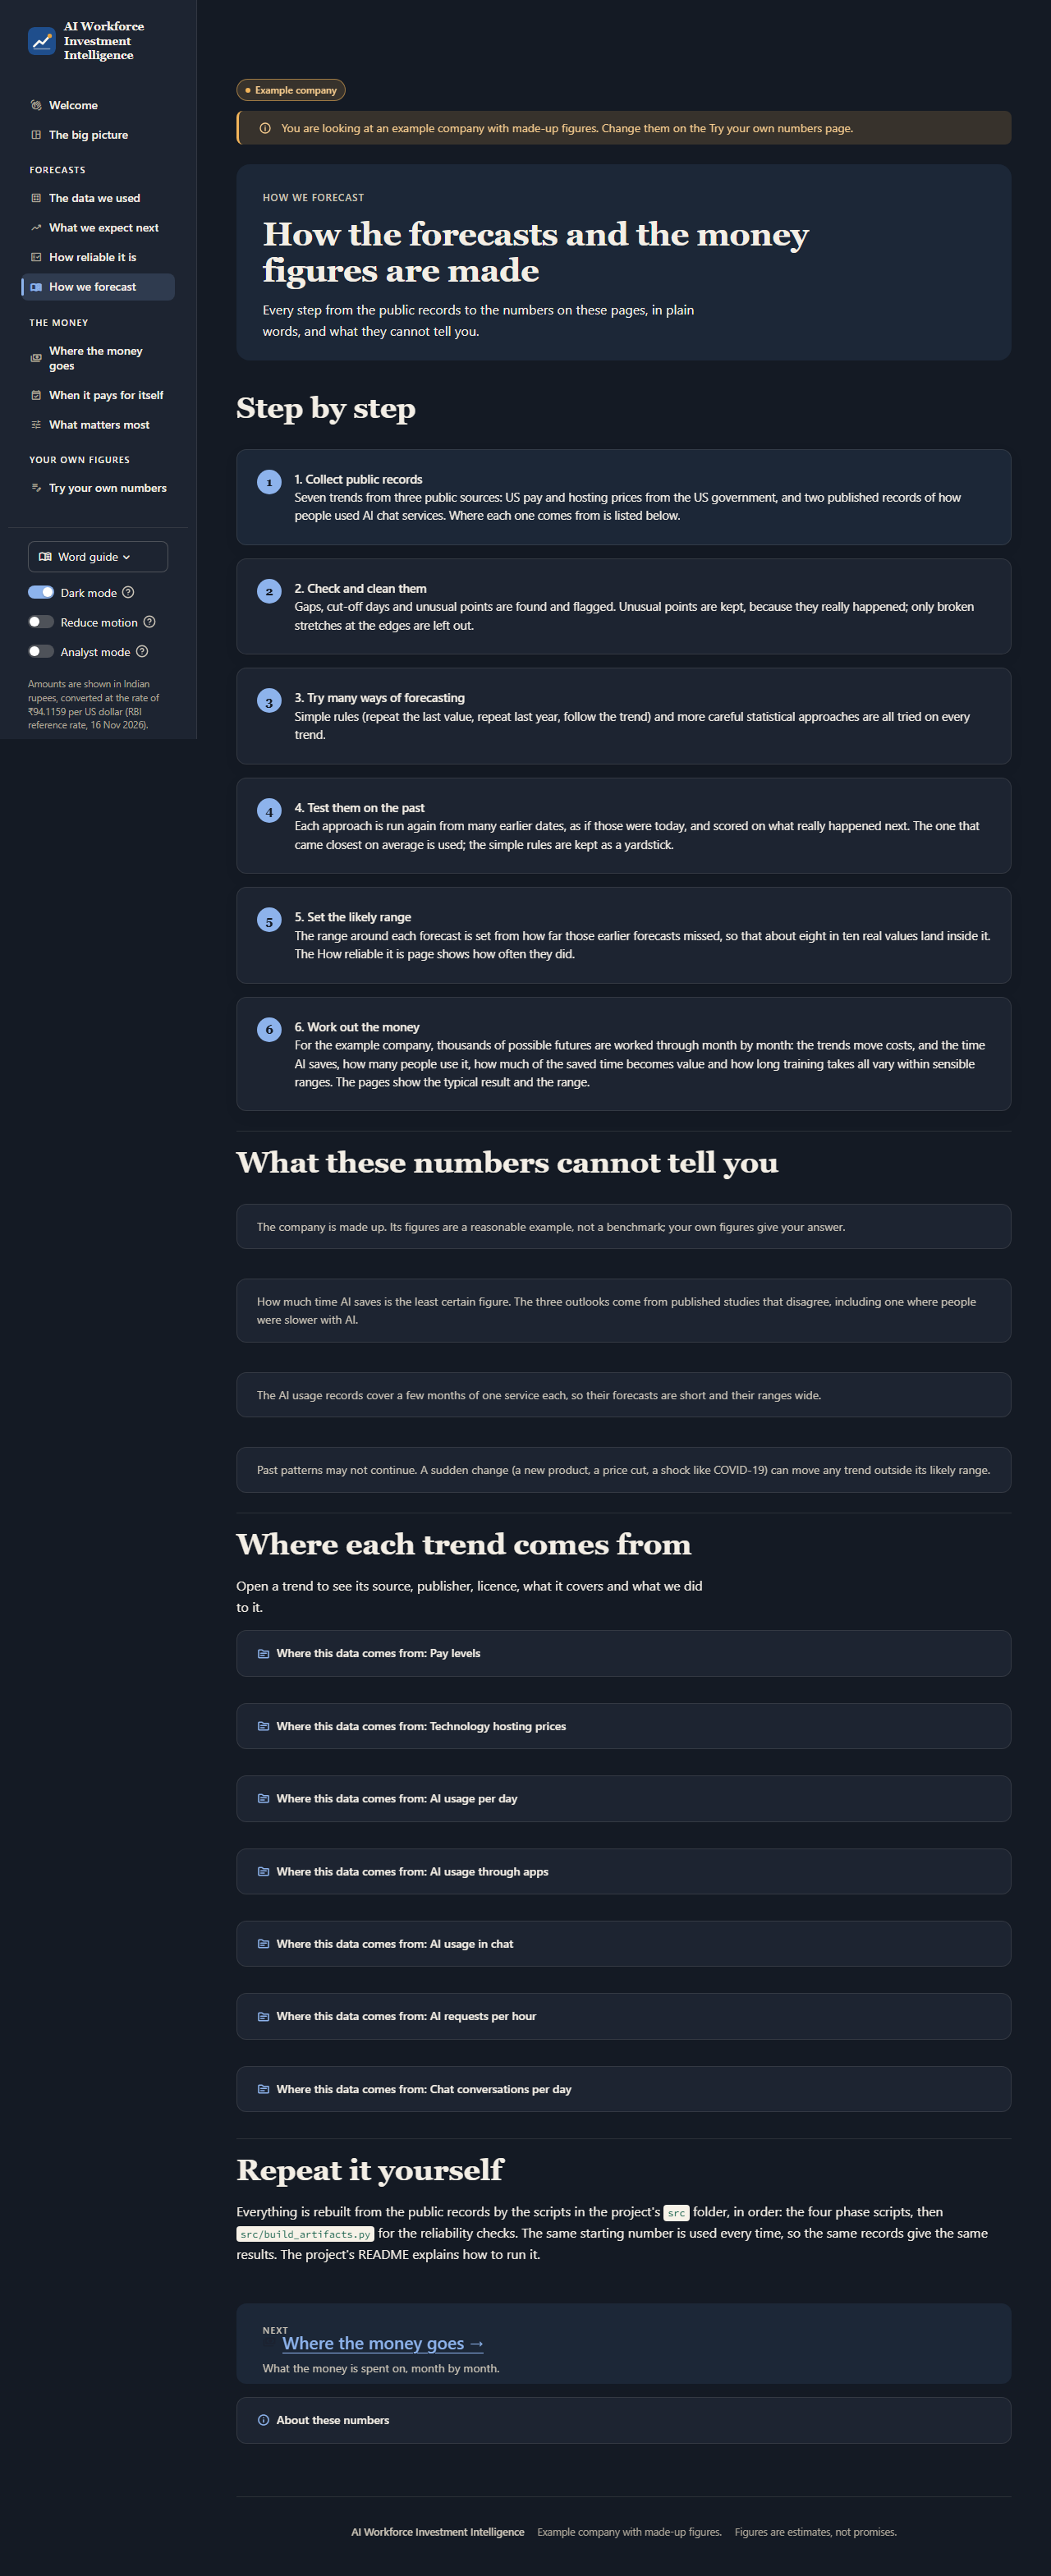 AI Workforce
Investment
Intelligence
Welcome
The big picture
FORECASTS
The data we used
What we expect next
How reliable it is
How we forecast
THE MONEY
Where the money
goes
When it pays for itself
What matters most
YOUR OWN FIGURES
Try your own numbers
Word guide
Dark mode
Reduce motion
Analyst mode
Amounts are shown in Indian
rupees, converted at the rate of
₹94.1159 per US dollar (RBI
reference rate, 16 Nov 2026).
Example company
You are looking at an example company with made-up figures. Change them on the Try your own numbers page.
HOW WE FORECAST
How the forecasts and the money
figures are made
Every step from the public records to the numbers on these pages, in plain
words, and what they cannot tell you.
Step by step
1
1. Collect public records
Seven trends from three public sources: US pay and hosting prices from the US government, and two published records of how
people used AI chat services. Where each one comes from is listed below.
2
2. Check and clean them
Gaps, cut-off days and unusual points are found and flagged. Unusual points are kept, because they really happened; only broken
stretches at the edges are left out.
3
3. Try many ways of forecasting
Simple rules (repeat the last value, repeat last year, follow the trend) and more careful statistical approaches are all tried on every
trend.
4
4. Test them on the past
Each approach is run again from many earlier dates, as if those were today, and scored on what really happened next. The one that
came closest on average is used; the simple rules are kept as a yardstick.
5
5. Set the likely range
The range around each forecast is set from how far those earlier forecasts missed, so that about eight in ten real values land inside it.
The How reliable it is page shows how often they did.
6
6. Work out the money
For the example company, thousands of possible futures are worked through month by month: the trends move costs, and the time
AI saves, how many people use it, how much of the saved time becomes value and how long training takes all vary within sensible
ranges. The pages show the typical result and the range.
What these numbers cannot tell you
The company is made up. Its figures are a reasonable example, not a benchmark; your own figures give your answer.
How much time AI saves is the least certain figure. The three outlooks come from published studies that disagree, including one where people
were slower with AI.
The AI usage records cover a few months of one service each, so their forecasts are short and their ranges wide.
Past patterns may not continue. A sudden change (a new product, a price cut, a shock like COVID-19) can move any trend outside its likely range.
Where each trend comes from
Open a trend to see its source, publisher, licence, what it covers and what we did
to it.
Where this data comes from: Pay levels
Where this data comes from: Technology hosting prices
Where this data comes from: AI usage per day
Where this data comes from: AI usage through apps
Where this data comes from: AI usage in chat
Where this data comes from: AI requests per hour
Where this data comes from: Chat conversations per day
Repeat it yourself
Everything is rebuilt from the public records by the scripts in the project's src folder, in order: the four phase scripts, then
src/build_artifacts.py for the reliability checks. The same starting number is used every time, so the same records give the same
results. The project's README explains how to run it.
NEXT
Where the money goes →
What the money is spent on, month by month.
About these numbers
AI Workforce Investment Intelligence Example company with made-up figures. Figures are estimates, not promises.